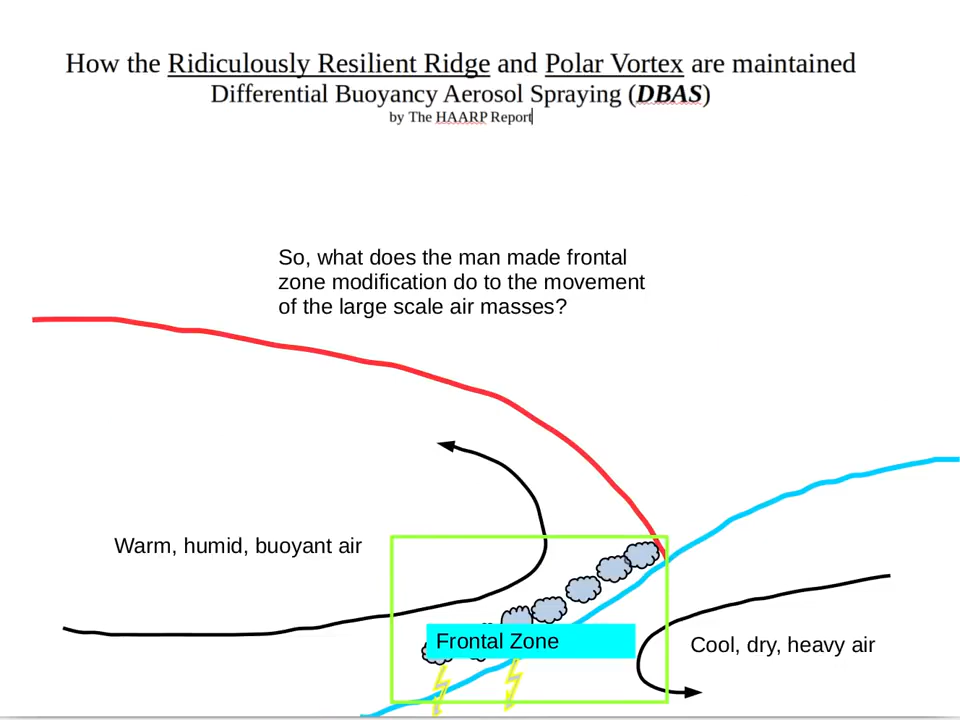 How the Ridiculously Resilient Ridge and Polar Vortex are maintained
Differential Buoyancy Aerosol Spraying (DBAS)
by The HAARP Report
So, what does the man made frontal
zone modification do to the movement
of the large scale air masses?
Warm, humid, buoyant air
Frontal Zone
Cool, dry, heavy air